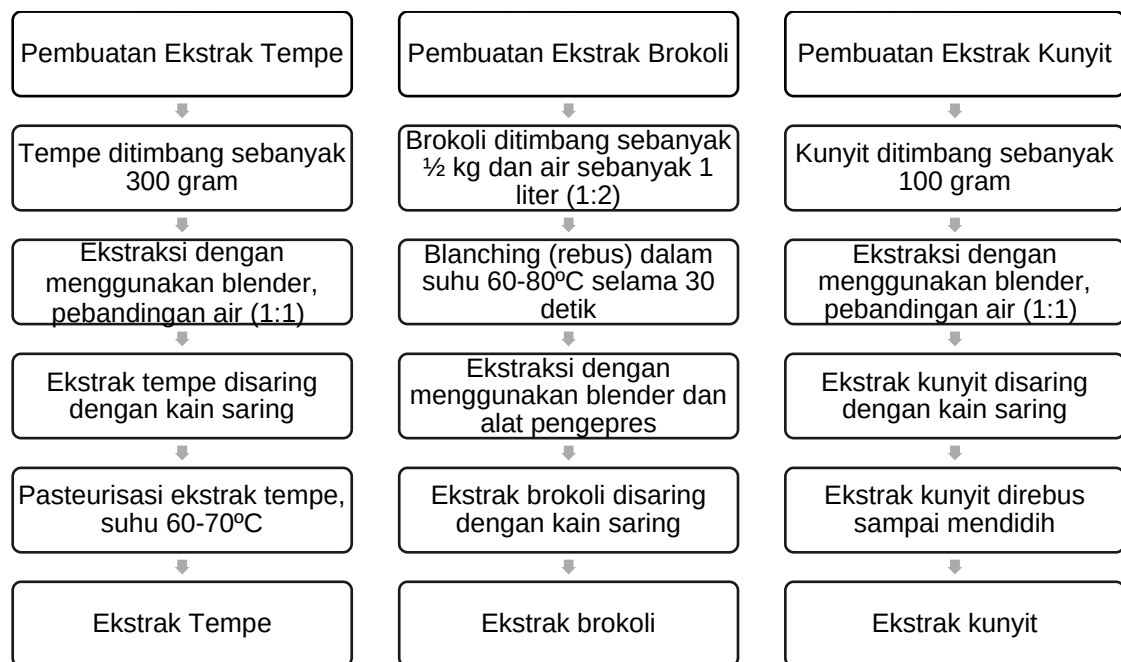 Pembuatan Ekstrak Tempe
Tempe ditimbang sebanyak
300 gram
Ekstraksi dengan
menggunakan blender,
pebandingan air (1:1)
Ekstrak tempe disaring
dengan kain saring
Pasteurisasi ekstrak tempe,
suhu 60-70ºC
Ekstrak Tempe
Pembuatan Ekstrak Brokoli
Brokoli ditimbang sebanyak
½ kg dan air sebanyak 1
liter (1:2)
Blanching (rebus) dalam
suhu 60-80ºC selama 30
detik
Ekstraksi dengan
menggunakan blender dan
alat pengepres
Ekstrak brokoli disaring
dengan kain saring
Ekstrak brokoli
Pembuatan Ekstrak Kunyit
Kunyit ditimbang sebanyak
100 gram
Ekstraksi dengan
menggunakan blender,
pebandingan air (1:1)
Ekstrak kunyit disaring
dengan kain saring
Ekstrak kunyit direbus
sampai mendidih
Ekstrak kunyit